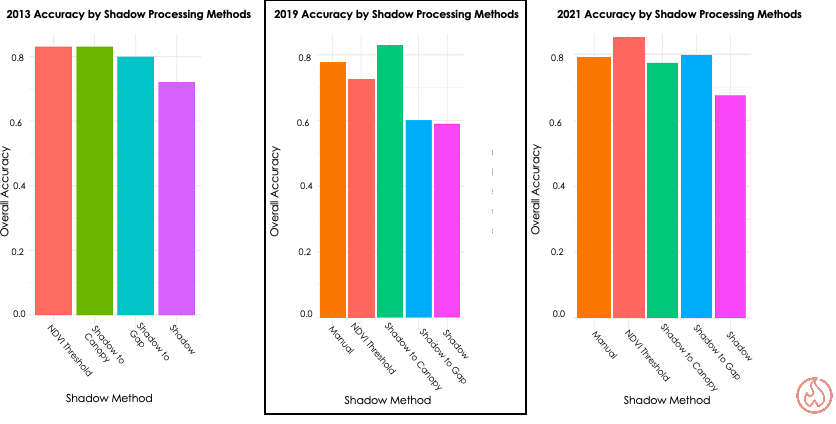 2013 Accuracy by Shadow Processing Methods
Overall Accuracy
0.8
0.6
0.4
0.2
0.0
NDVI Threshold
Shadow to
Canopy
Shadow to
Gap
Shadow
Shadow Method
2019 Accuracy by Shadow Processing Methods
Overall Accuracy
0.8
0.6
0.4
0.2
0.0
Manual
NDVI Threshold
Shadow to Canopy
Shadow to Gap
Shadow
Shadow Method
2021 Accuracy by Shadow Processing Methods
Overall Accuracy
0.8
0.6
0.4
0.2
0.0
Manual
NDVI Threshold
Shadow to Canopy
Shadow to Gap
Shadow
Shadow Method